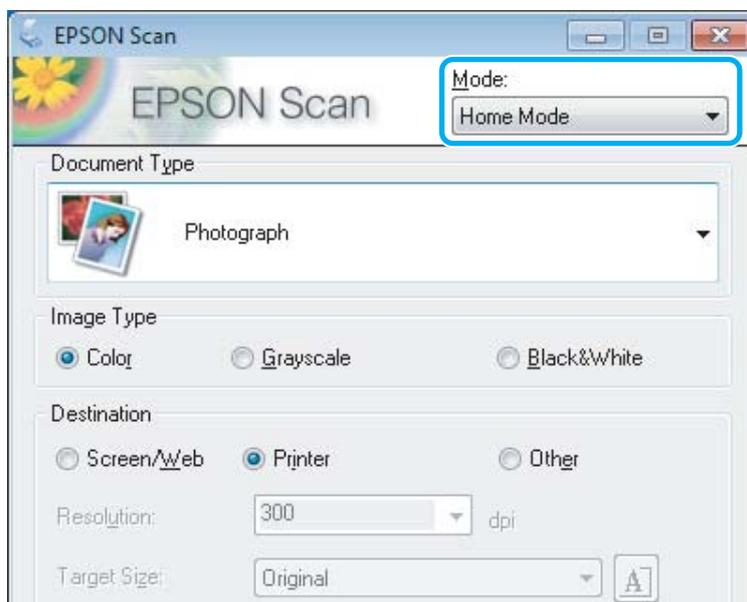 EPSON Scan
EPSON Scan
Mode:
Home Mode
Document Type
Photograph
Image Type
Color Grayscale Black&White
Destination
Screen/Web Printer Other
Resolution: 300 dpi
Target Size: Original A